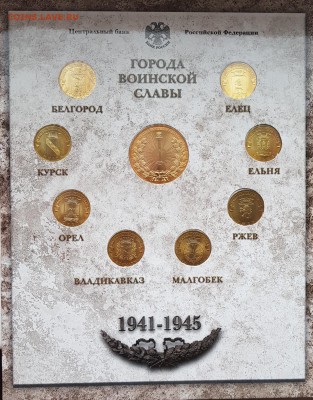 Центральный банк Российской Федерации
ГОРОДА
ВОИНСКОЙ
СЛАВЫ
БЕЛГОРОД
ЕЛЕЦ
КУРСК
ЕЛЬНЯ
ОРЕЛ
РЖЕВ
ВЛАДИКАВКАЗ
МАЛГОБЕК
1941-1945